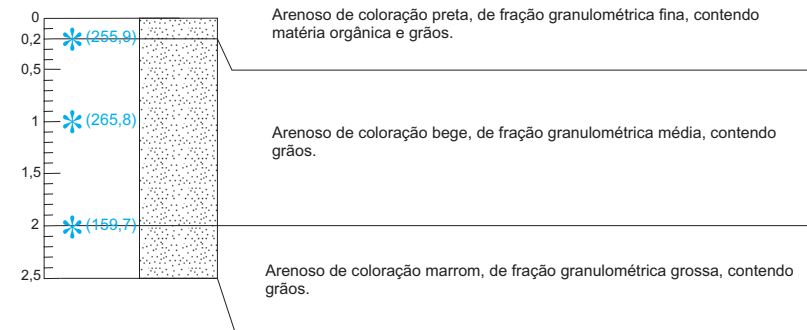 0
Arenoso de coloração preta, de fração granulométrica fina, contendo
matéria orgânica e grãos.
0,2
(255,9)
0,5
1
(265,8)
Arenoso de coloração bege, de fração granulométrica média, contendo
grãos.
1,5
2
(159,7)
2,5
Arenoso de coloração marrom, de fração granulométrica grossa, contendo
grãos.